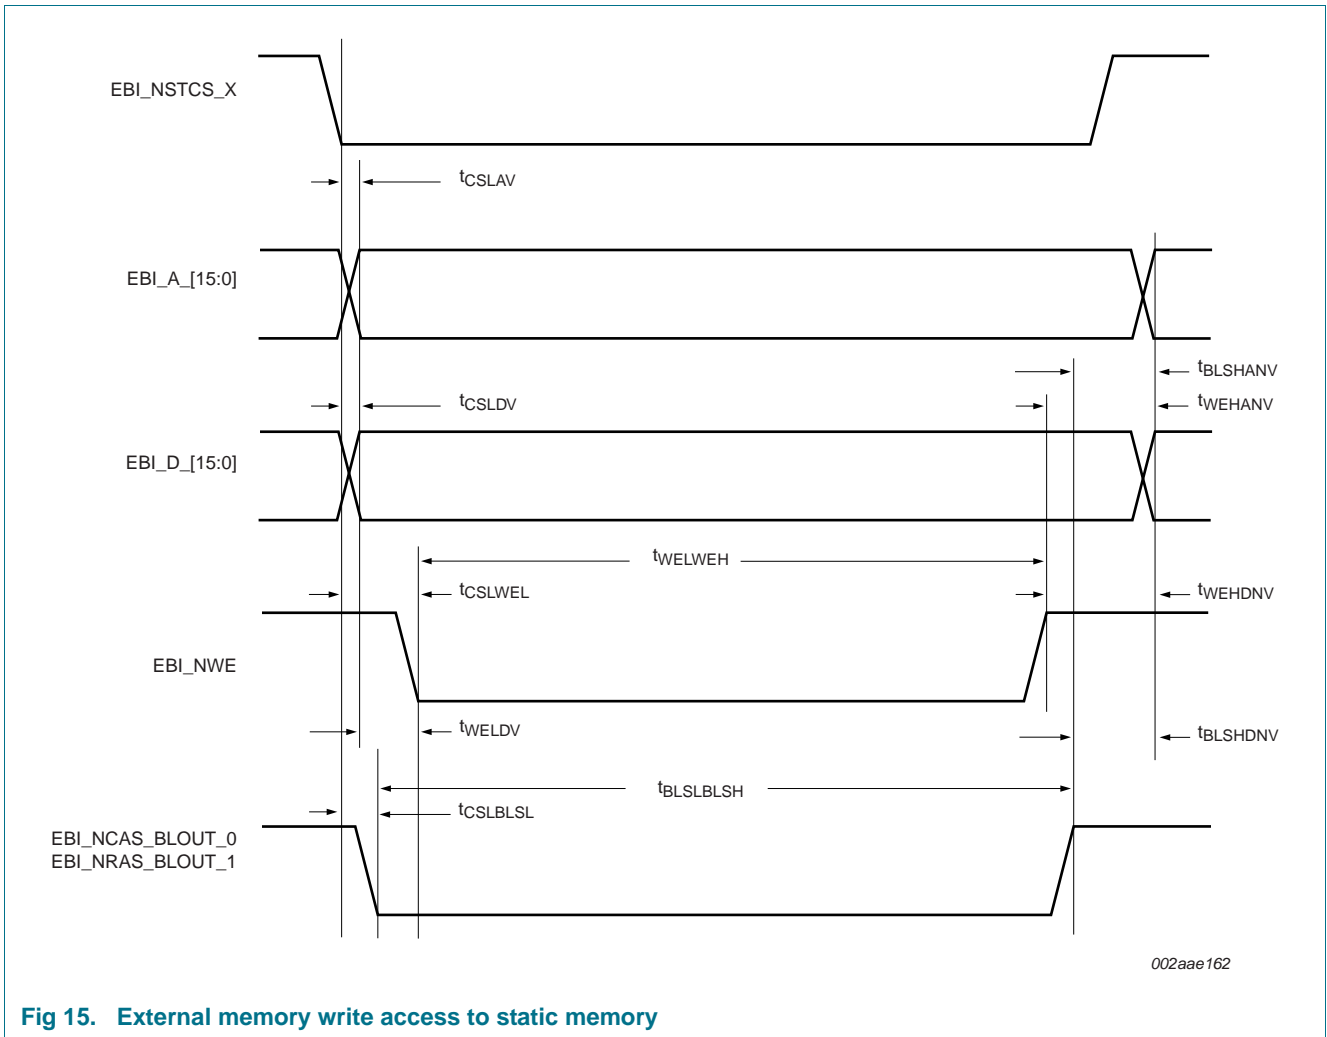 EBI_NSTCS_X
tCSLAV
EBI_A_[15:0]
tBLSHANV
tCSLDV
tWEHANV
EBI_D_[15:0]
tWELWEH
tCSLWEL
tWEHDNV
EBI_NWE
tWELDV
tBLSHDNV
tBLSLBLSH
tCSLBLSL
EBI_NCAS_BLOUT_0
EBI_NRAS_BLOUT_1
002aae162
Fig 15. External memory write access to static memory